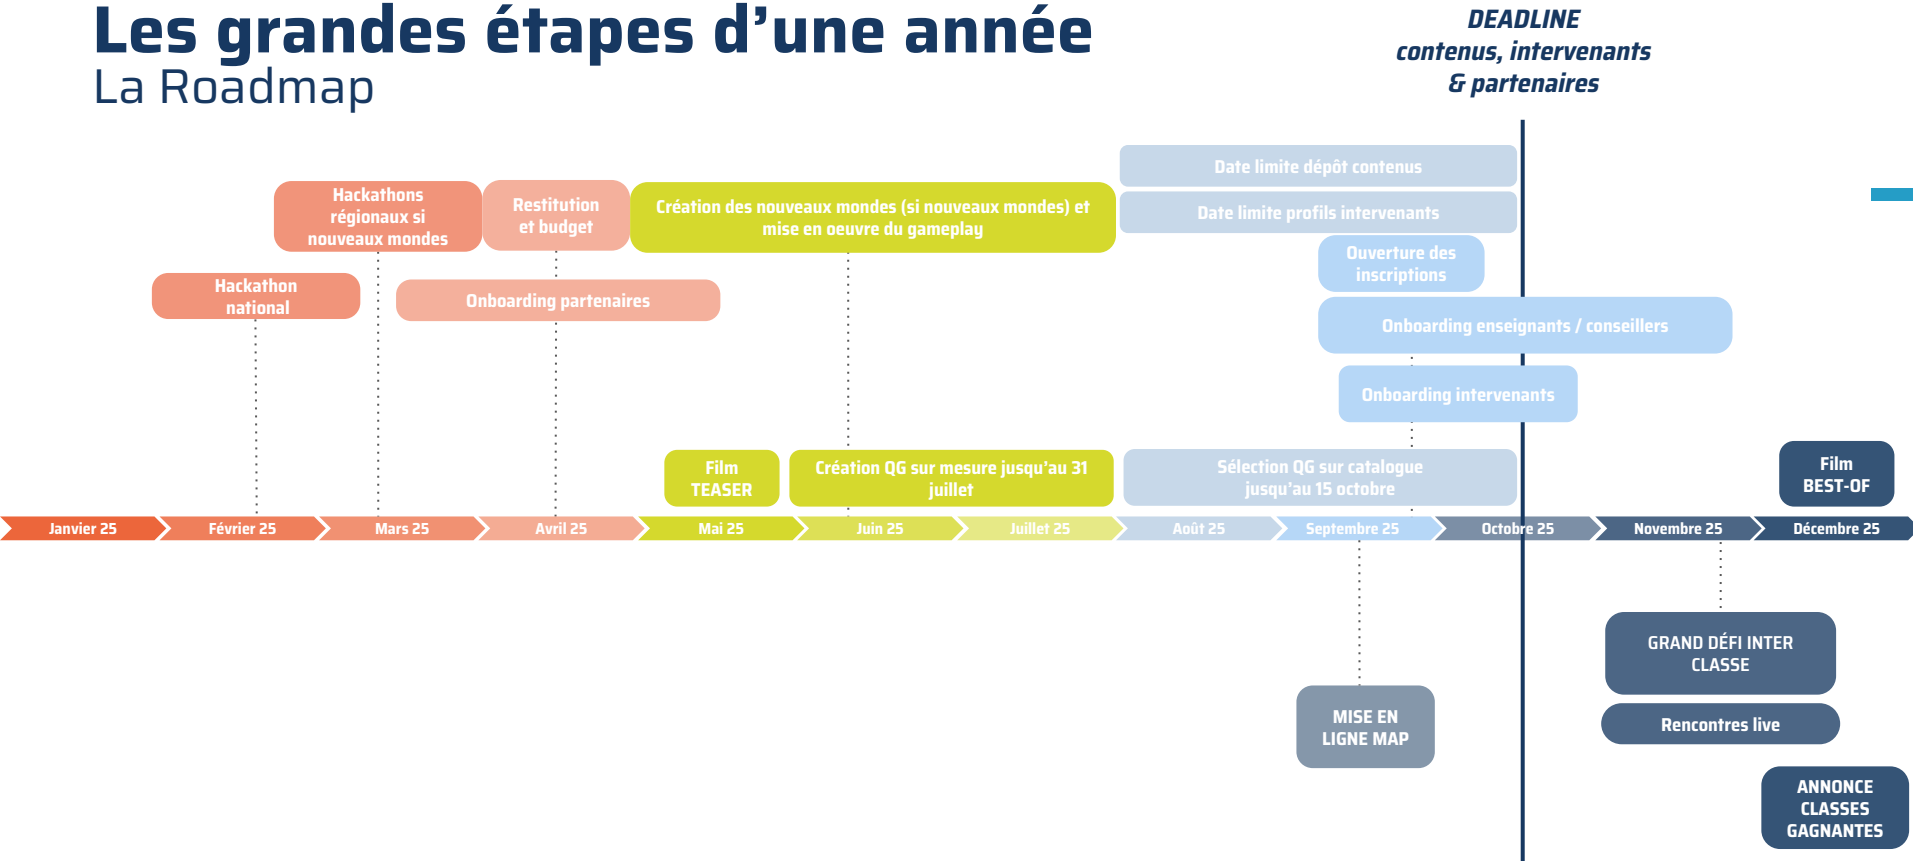 Les grandes étapes d’une année
La Roadmap
DEADLINE
contenus, intervenants
& partenaires
Date limite dépôt contenus
Hackathons
régionaux si
nouveaux mondes
Restitution
et budget
Création des nouveaux mondes (si nouveaux mondes) et
mise en oeuvre du gameplay
Date limite profils intervenants
Ouverture des
inscriptions
Hackathon
national
Onboarding partenaires
Onboarding enseignants / conseillers
Onboarding intervenants
Film
TEASER
Création QG sur mesure jusqu’au 31
juillet
Sélection QG sur catalogue
jusqu’au 15 octobre
Film
BEST-OF
Janvier 25
Février 25
Mars 25
Avril 25
Mai 25
Juin 25
Juillet 25
Août 25
Septembre 25
Octobre 25
Novembre 25
Décembre 25
GRAND DÉFI INTER
CLASSE
MISE EN
LIGNE MAP
Rencontres live
ANNONCE
CLASSES
GAGNANTES